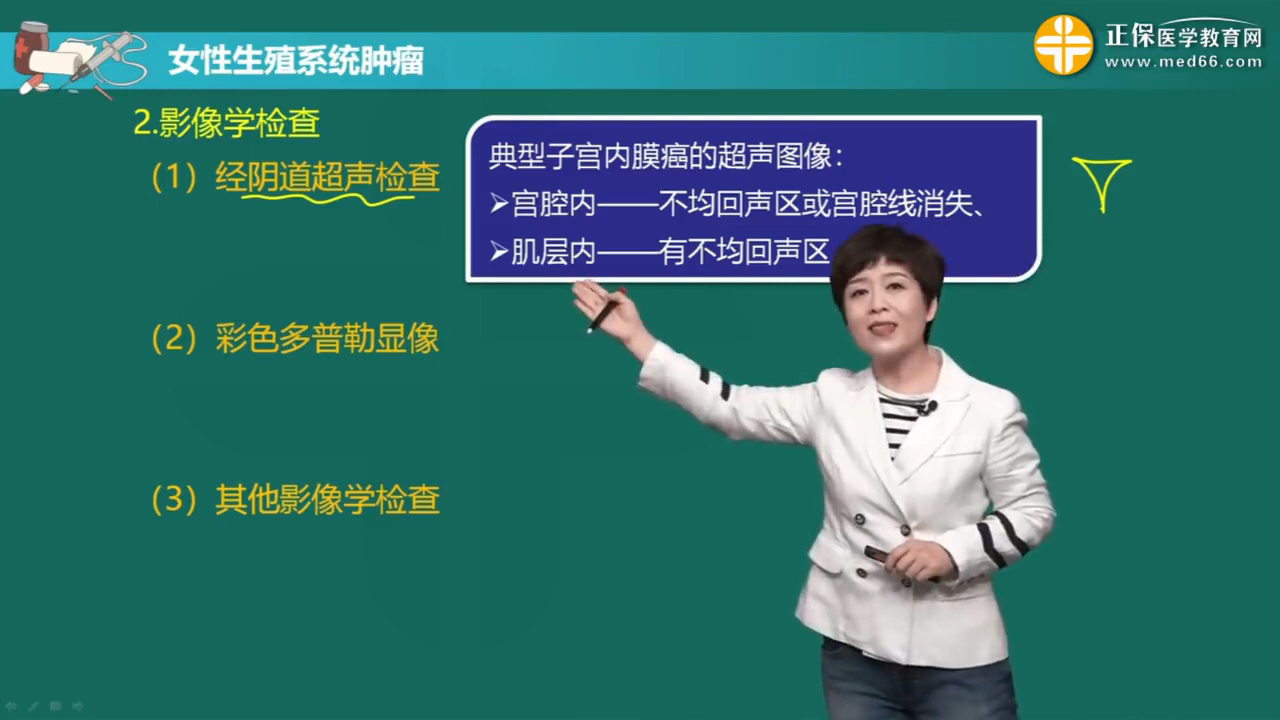 正保医学教育网
www.med66.com
女性生殖系统肿瘤
2.影像学检查
（1）经阴道超声检查
典型子宫内膜癌的超声图像：
➢宫腔内——不均回声区或宫腔线消失、
➢肌层内——有不均回声区
（2）彩色多普勒显像
（3）其他影像学检查